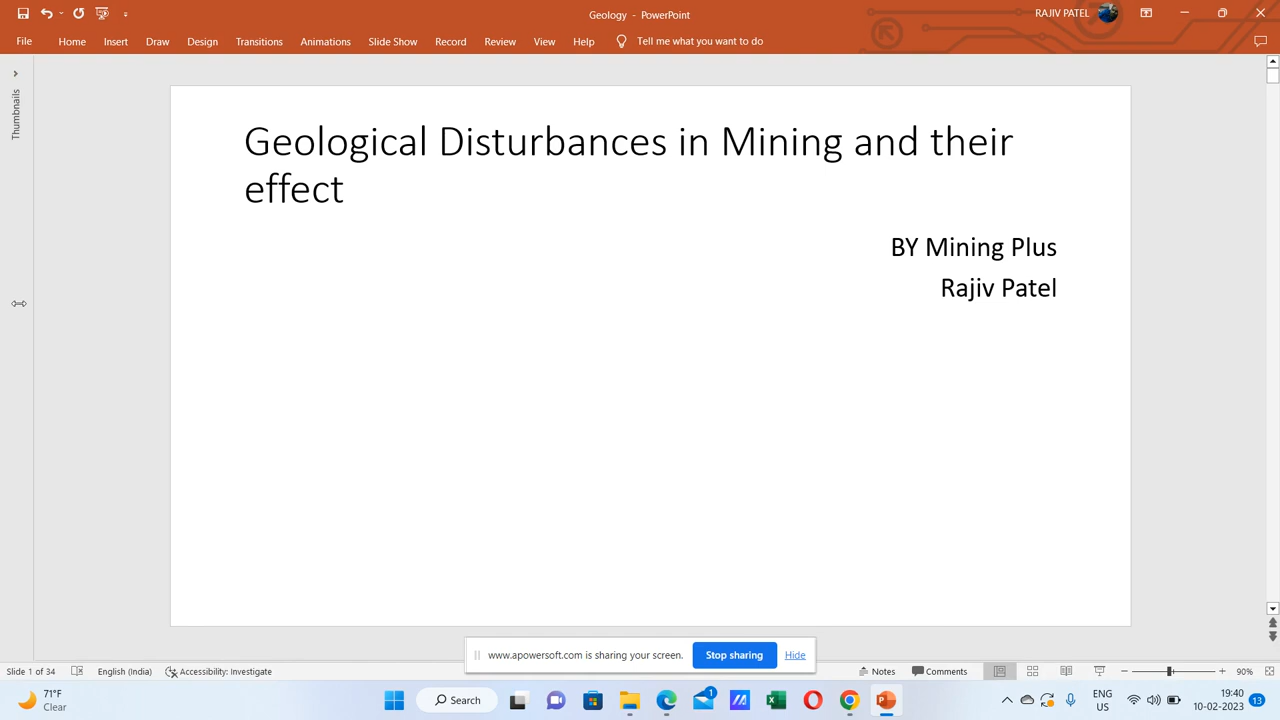 Geology - PowerPoint
RAJIV PATEL
File Home Insert Draw Design Transitions Animations Slide Show Record Review View Help Tell me what you want to do
Thumbnails
Geological Disturbances in Mining and their
effect
BY Mining Plus
Rajiv Patel
www.apowersoft.com is sharing your screen. Stop sharing Hide
Slide 1 of 34 English (India) Accessibility: Investigate Notes Comments 90%
71°F
Clear
Search
1
ENG
US
19:40
10-02-2023
13